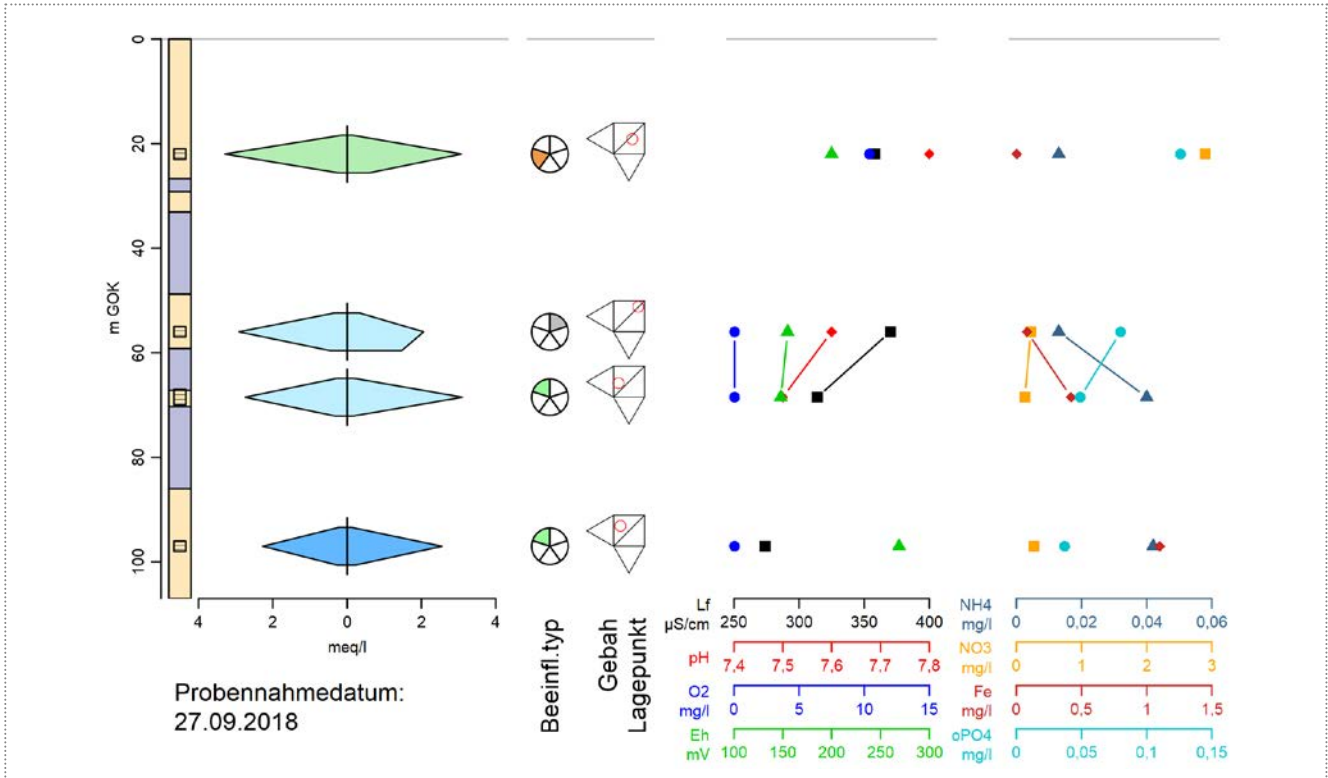 0
20
40
60
80
100
m GOK
4 2 0 2 4
meq/l
Probennahmedatum:
27.09.2018
Beeinfl.typ
Gebah
Lagepunkt
Lf
µS/cm
250 300 350 400
pH
7,4 7,5 7,6 7,7 7,8
O2
mg/l
0 5 10 15
Eh
mV
100 150 200 250 300
NH4
mg/l
0 0,02 0,04 0,06
NO3
mg/l
0 1 2 3
Fe
mg/l
0 0,5 1 1,5
oPO4
mg/l
0 0,05 0,1 0,15